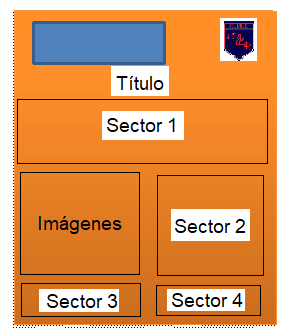 Título
Sector 1
Imágenes
Sector 2
Sector 3
Sector 4